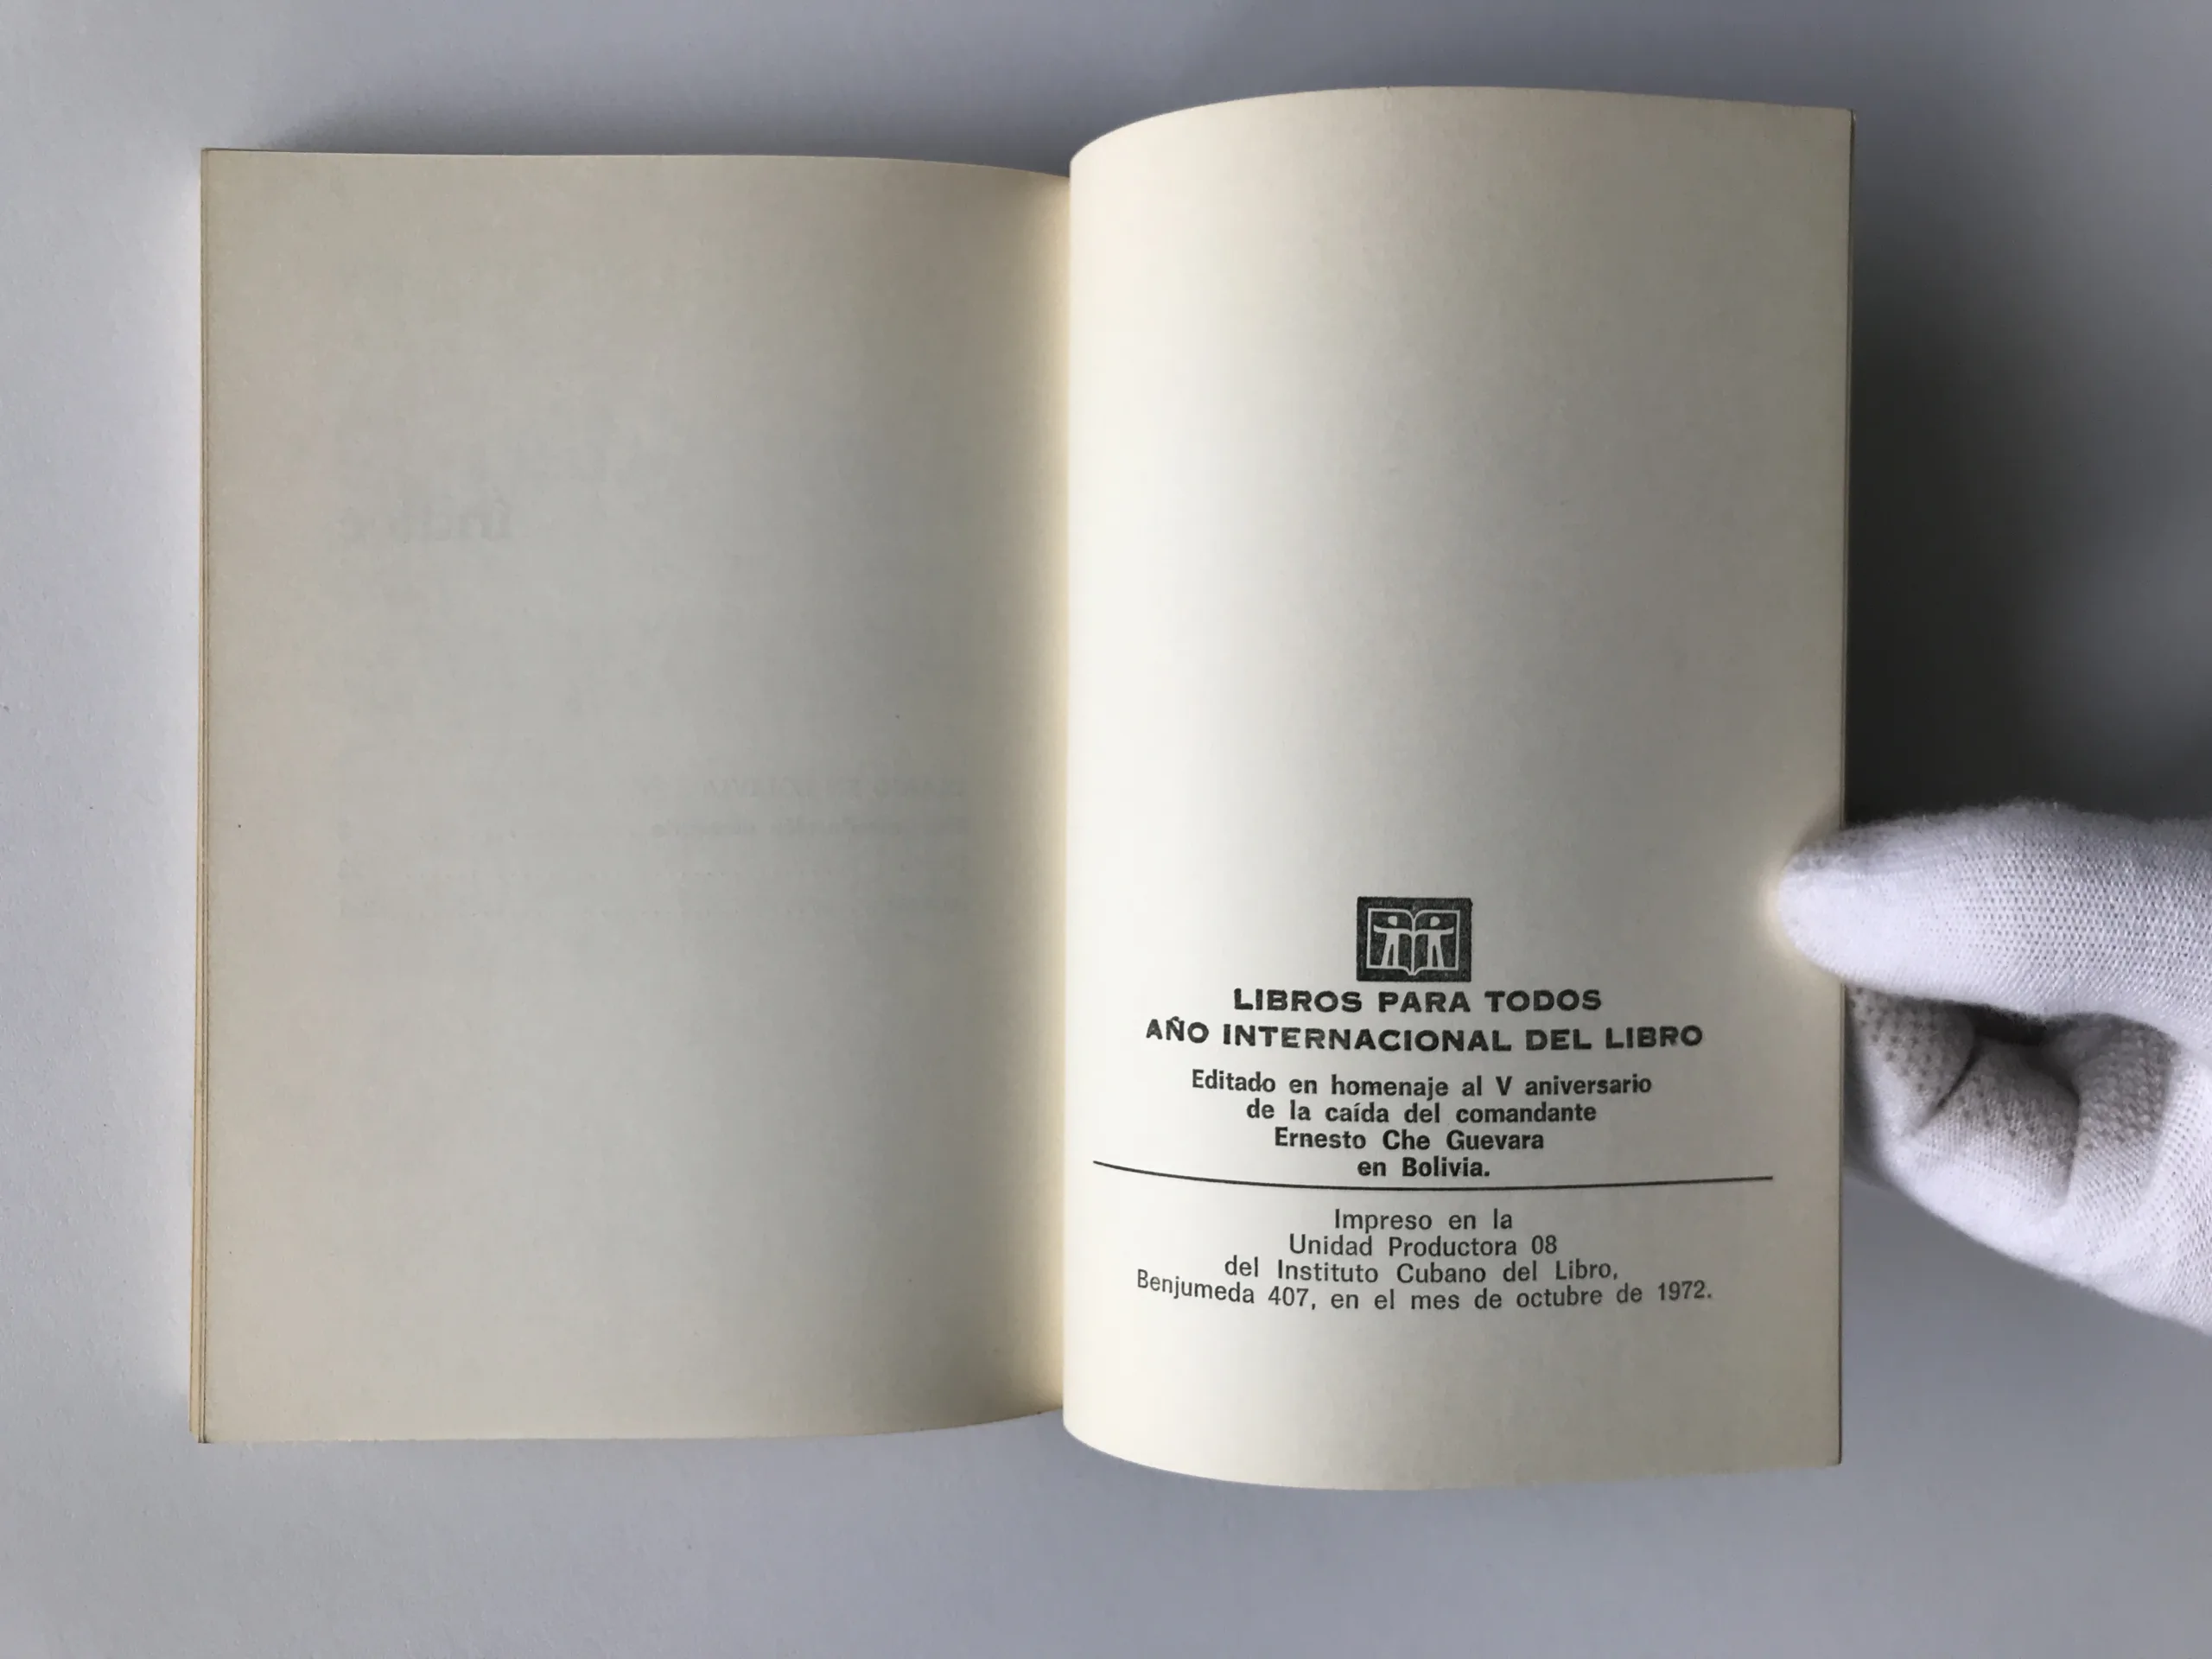 LIBROS PARA TODOS
AÑO INTERNACIONAL DEL LIBRO
Editado en homenaje al V aniversario
de la caída del comandante
Ernesto Che Guevara
en Bolivia.
Impreso en la
Unidad Productora 08
del Instituto Cubano del Libro,
Benjumeda 407, en el mes de octubre de 1972.